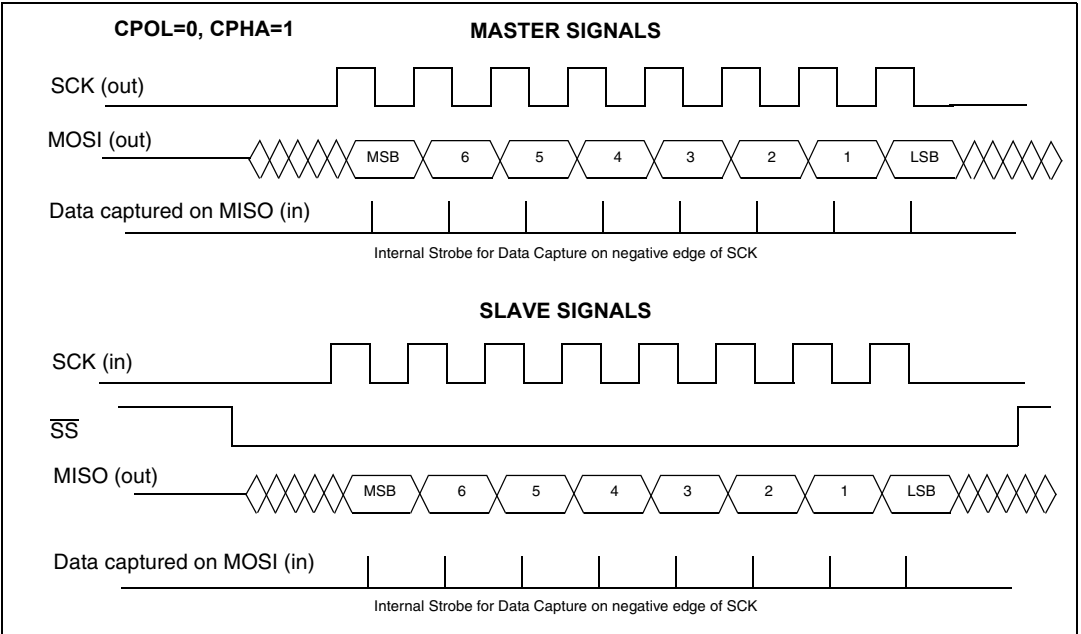 CPOL=0, CPHA=1 MASTER SIGNALS
SCK (out)
MOSI (out)
MSB 6 5 4 3 2 1 LSB
Data captured on MISO (in)
Internal Strobe for Data Capture on negative edge of SCK
SLAVE SIGNALS
SCK (in)
SS
MISO (out)
MSB 6 5 4 3 2 1 LSB
Data captured on MOSI (in)
Internal Strobe for Data Capture on negative edge of SCK